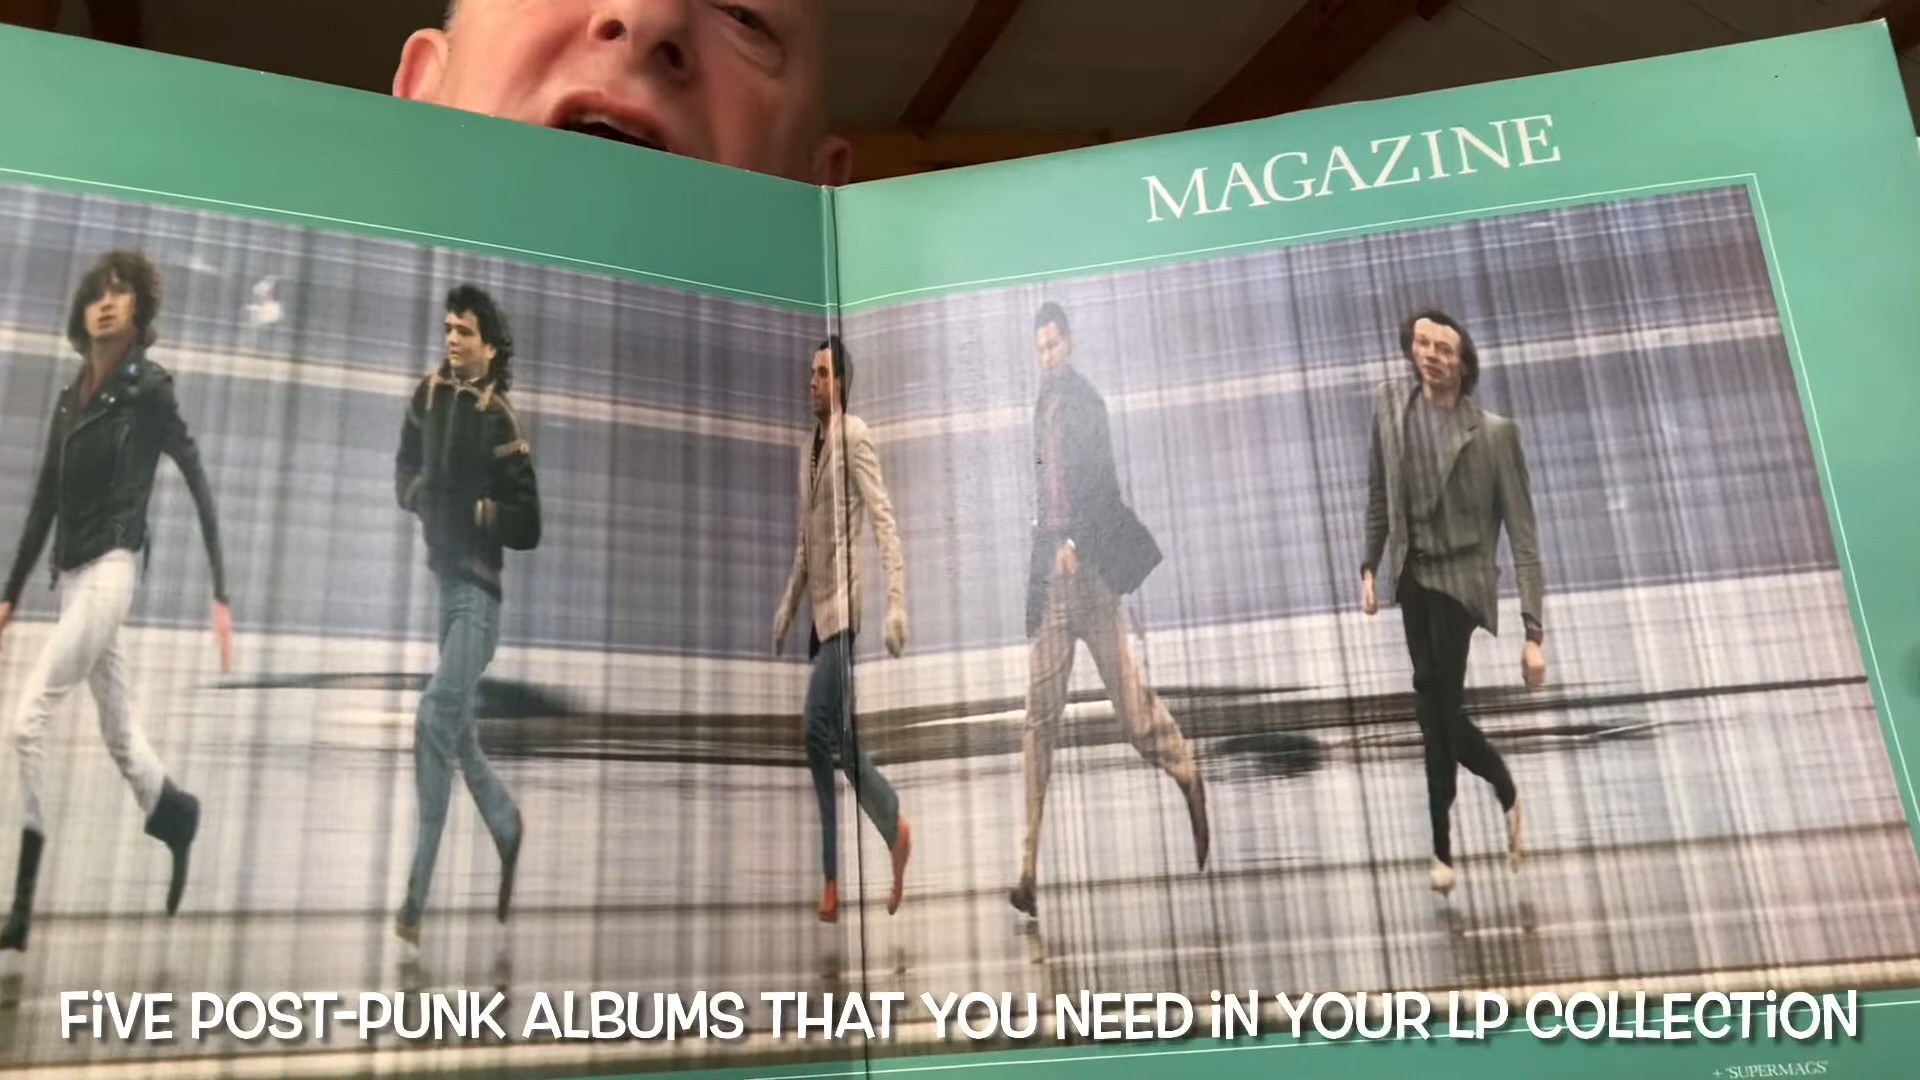 MAGAZINE
FiVE POST-PUNK ALBUMS THAT YOU NEED iN YOUR LP COLLECTiON
+ 'SUPERMAGS'